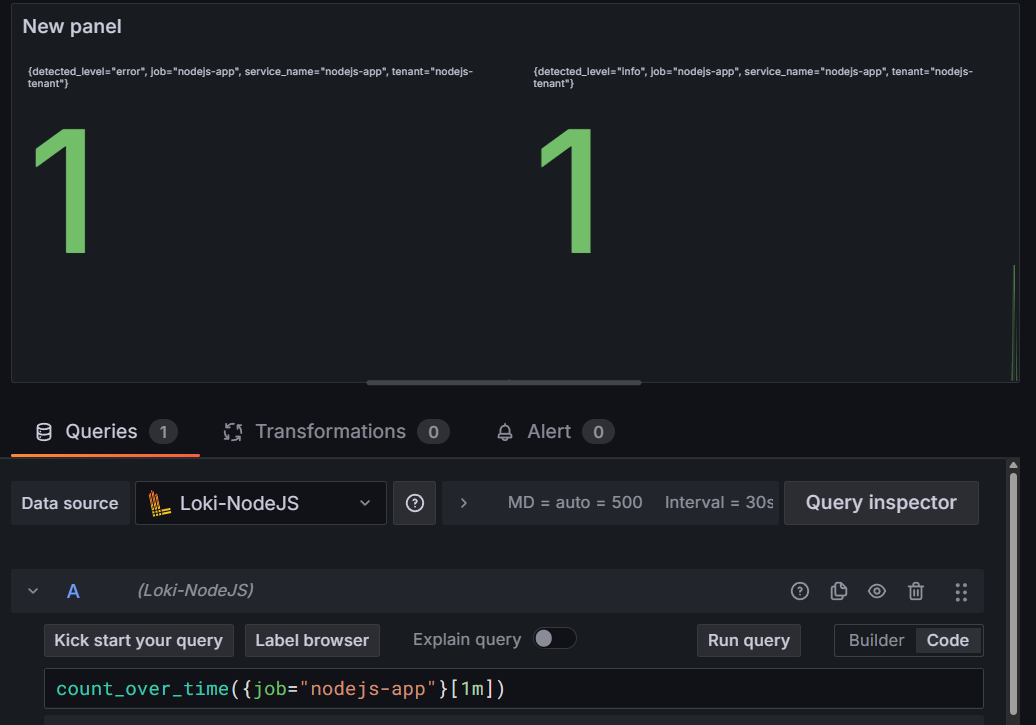 New panel
{detected_level="error", job="nodejs-app", service_name="nodejs-app", tenant="nodejs-
tenant"}
{detected_level="info", job="nodejs-app", service_name="nodejs-app", tenant="nodejs-
tenant"}
1
1
Queries 1
Transformations 0
Alert 0
Data source
Loki-NodeJS
MD = auto = 500 Interval = 30s
Query inspector
A (Loki-NodeJS)
Kick start your query
Label browser
Explain query
Run query
Builder
Code
count_over_time({job="nodejs-app"}[1m])